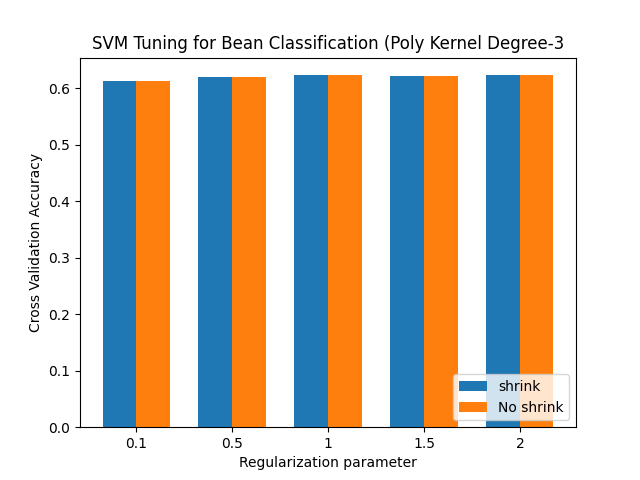 SVM Tuning for Bean Classification (Poly Kernel Degree-3
Cross Validation Accuracy
0.6
0.5
0.4
0.3
0.2
0.1
0.0
shrink
No shrink
0.1 0.5 1 1.5 2
Regularization parameter